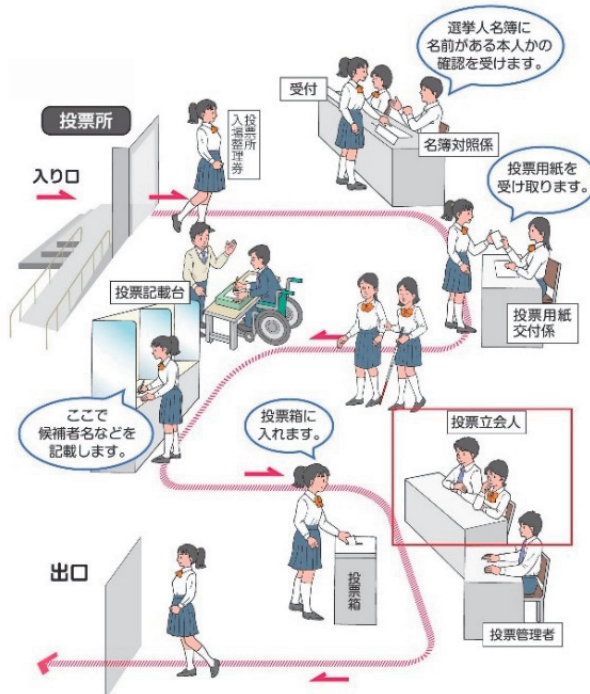 投票所
入り口
投票所
入場整理券
受付
選挙人名簿に
名前がある本人かの
確認を受けます。
名簿対照係
投票用紙を
受け取ります。
投票用紙
交付係
投票記載台
ここで
候補者名などを
記載します。
投票箱に
入れます。
投票箱
投票立会人
投票管理者
出口